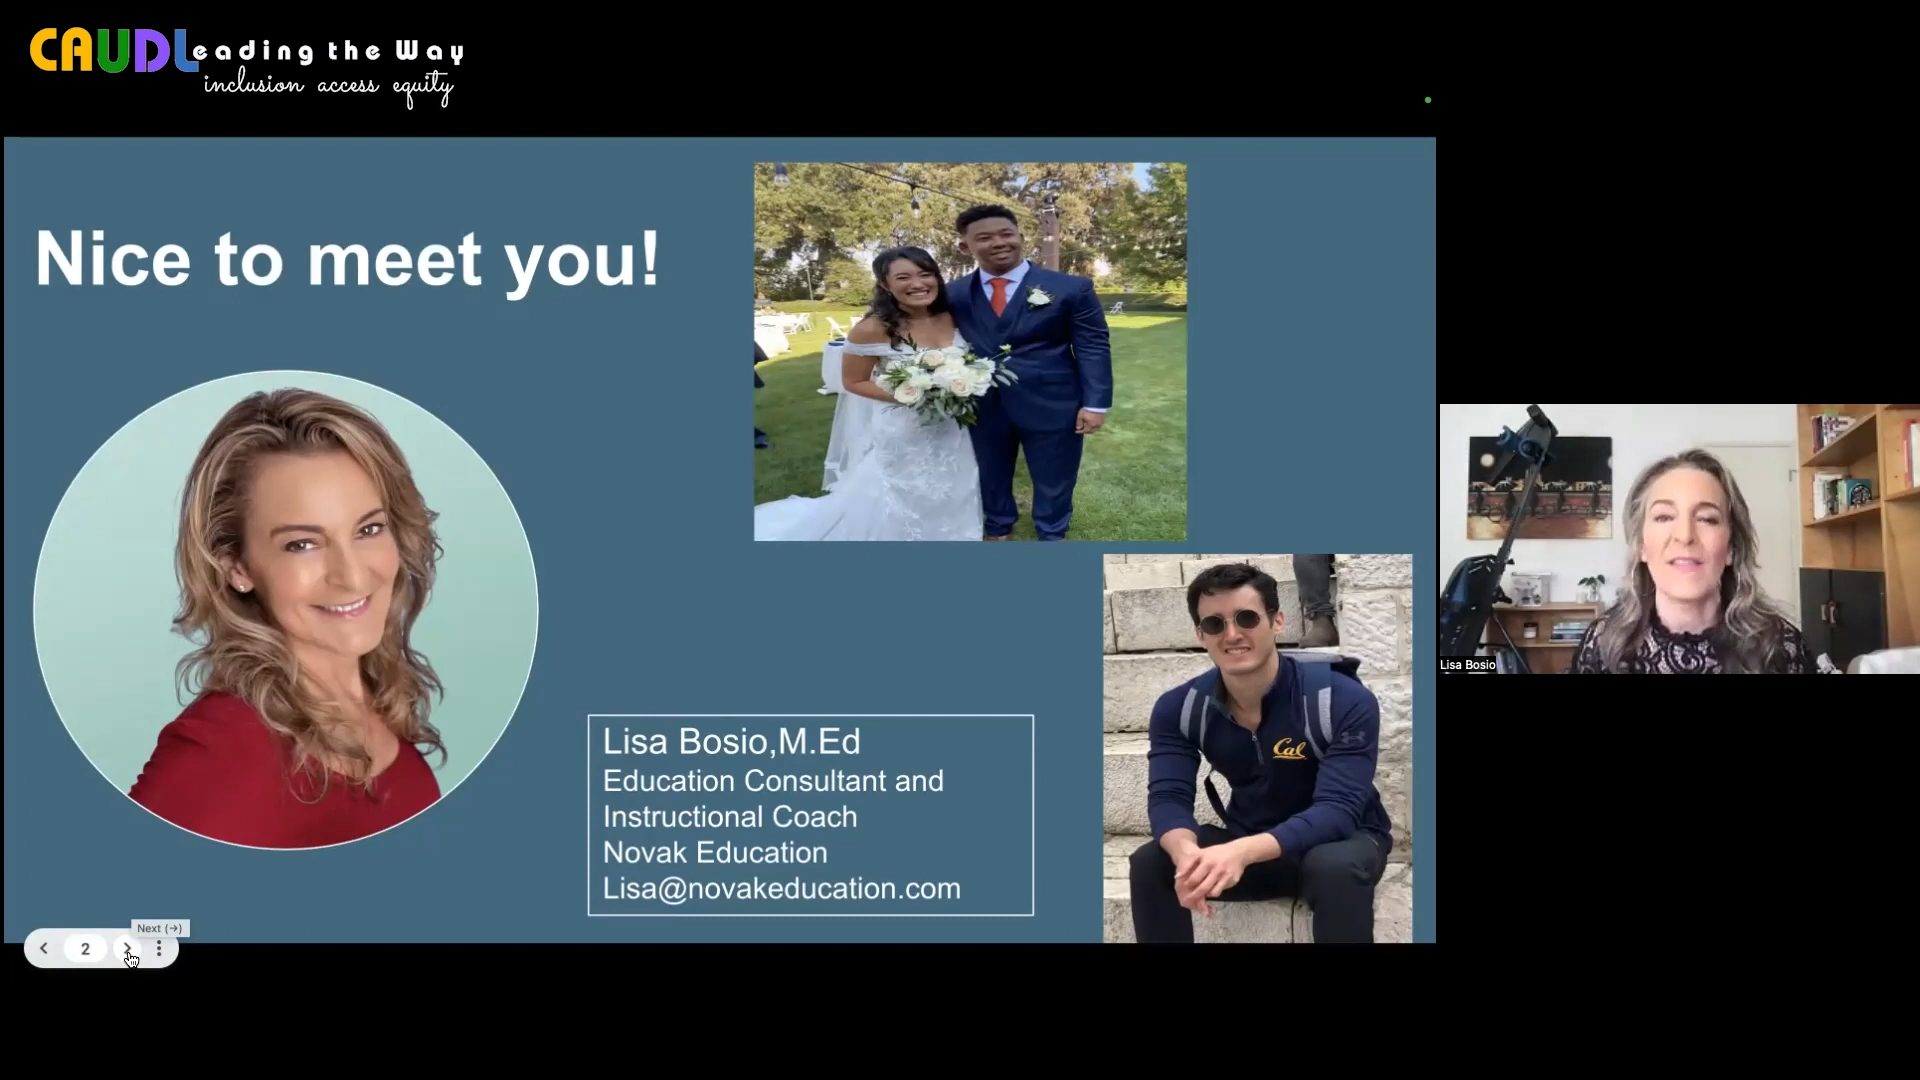 CAUDLeading the Way
inclusion access equity
Nice to meet you!
Cal
Lisa Bosio,M.Ed
Education Consultant and
Instructional Coach
Novak Education
Lisa@novakeducation.com
Lisa Bosio
Next (→)
2